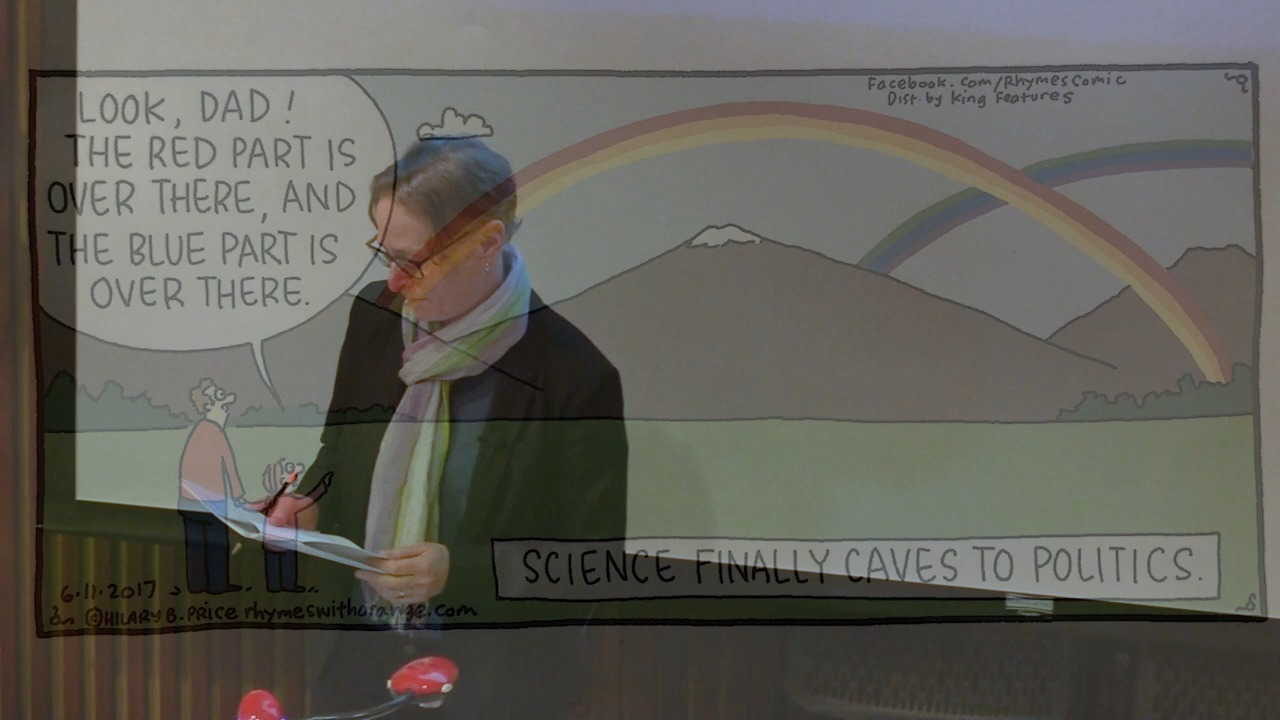 LOOK, DAD!
THE RED PART IS
OVER THERE, AND
THE BLUE PART IS
OVER THERE.
Facebook.com/RhymesComic
Dist. by King Features
SCIENCE FINALLY CAVES TO POLITICS.
6.11.2017
©HILARY B. PRICE rhymeswithorange.com